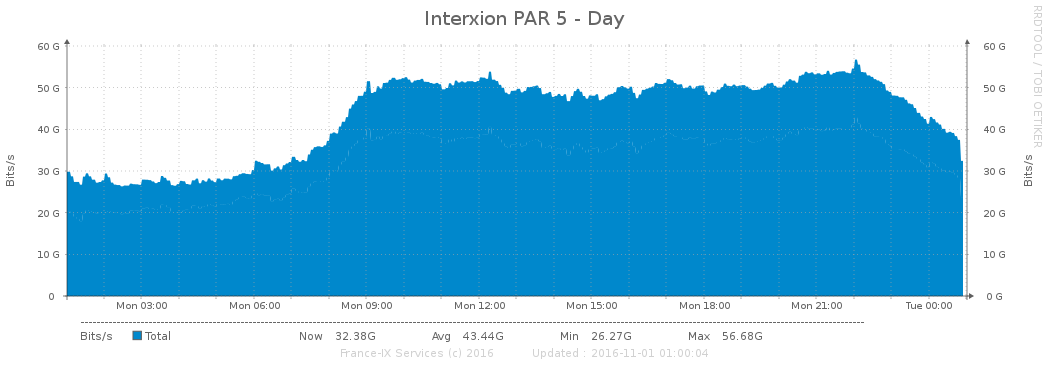 Interxion PAR 5 - Day
RRDTOOL / TOBI OETIKER
60 G 60 G
50 G 50 G
40 G 40 G
30 G 30 G
20 G 20 G
10 G 10 G
0 0 G
Bits/s
Bits/s
Mon 03:00 Mon 06:00 Mon 09:00 Mon 12:00 Mon 15:00 Mon 18:00 Mon 21:00 Tue 00:00
Bits/s Total Now 32.38G Avg 43.44G Min 26.27G Max 56.68G
France-IX Services (c) 2016 Updated : 2016-11-01 01:00:04